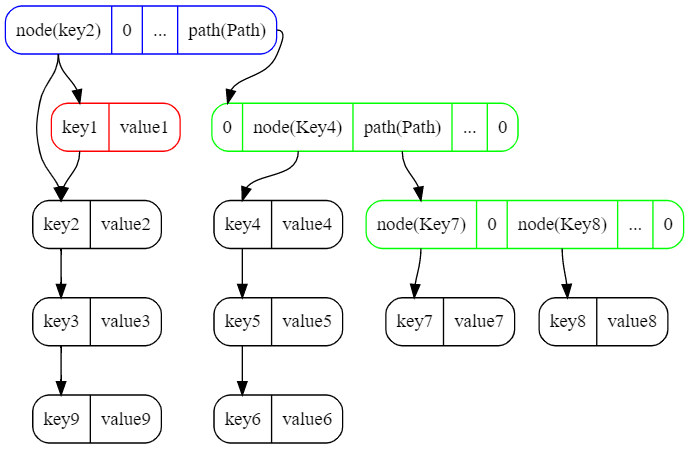 node(key2) 0 ... path(Path)
key1 value1
0 node(Key4) path(Path) ... 0
key2 value2
key4 value4
node(Key7) 0 node(Key8) ... 0
key3 value3
key5 value5
key7 value7
key8 value8
key9 value9
key6 value6